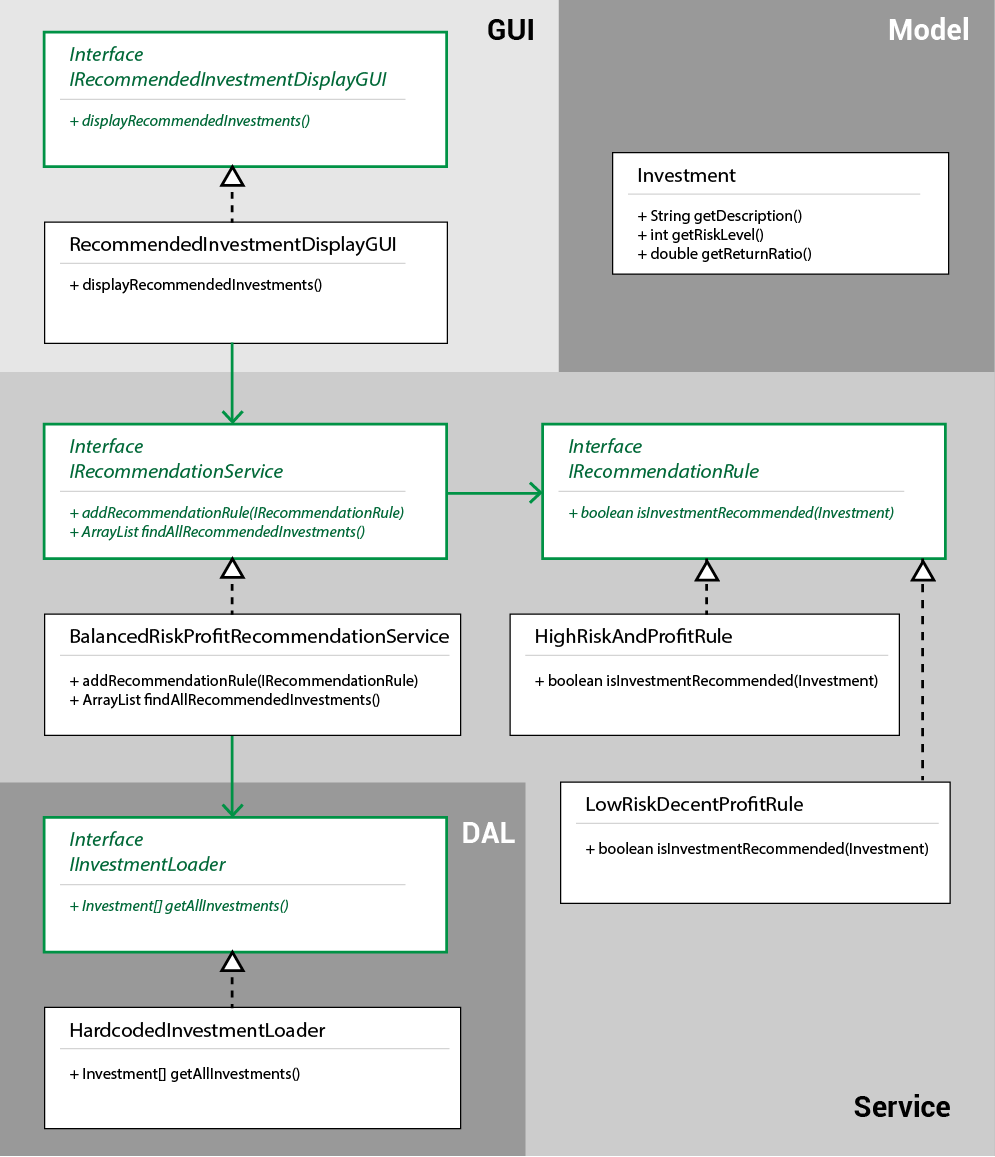 GUI
Model
Interface
IRecommendedInvestmentDisplayGUI
+ displayRecommendedInvestments()
Investment
+ String getDescription()
+ int getRiskLevel()
+ double getReturnRatio()
RecommendedInvestmentDisplayGUI
+ displayRecommendedInvestments()
Interface
IRecommendationService
+ addRecommendationRule(IRecommendationRule)
+ ArrayList findAllRecommendedInvestments()
Interface
IRecommendationRule
+ boolean isInvestmentRecommended(Investment)
BalancedRiskProfitRecommendationService
+ addRecommendationRule(IRecommendationRule)
+ ArrayList findAllRecommendedInvestments()
HighRiskAndProfitRule
+ boolean isInvestmentRecommended(Investment)
LowRiskDecentProfitRule
+ boolean isInvestmentRecommended(Investment)
DAL
Interface
IInvestmentLoader
+ Investment[] getAllInvestments()
HardcodedInvestmentLoader
+ Investment[] getAllInvestments()
Service